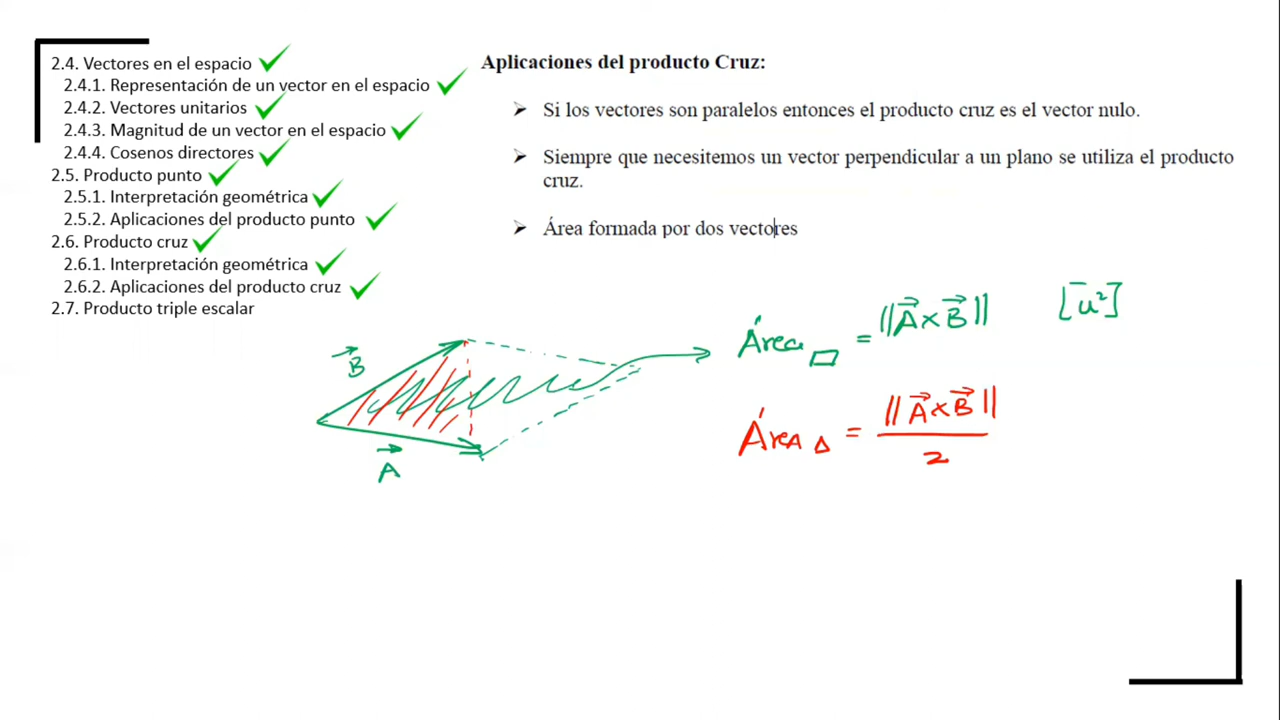 2.4. Vectores en el espacio
2.4.1. Representación de un vector en el espacio
2.4.2. Vectores unitarios
2.4.3. Magnitud de un vector en el espacio
2.4.4. Cosenos directores
2.5. Producto punto
2.5.1. Interpretación geométrica
2.5.2. Aplicaciones del producto punto
2.6. Producto cruz
2.6.1. Interpretación geométrica
2.6.2. Aplicaciones del producto cruz
2.7. Producto triple escalar
Aplicaciones del producto Cruz:
Si los vectores son paralelos entonces el producto cruz es el vector nulo.
Siempre que necesitemos un vector perpendicular a un plano se utiliza el producto
cruz.
Área formada por dos vectores
B⃗
A⃗
Área▱ = ||A⃗×B⃗|| [u²]
ÁreaΔ = ||A⃗×B⃗||
2